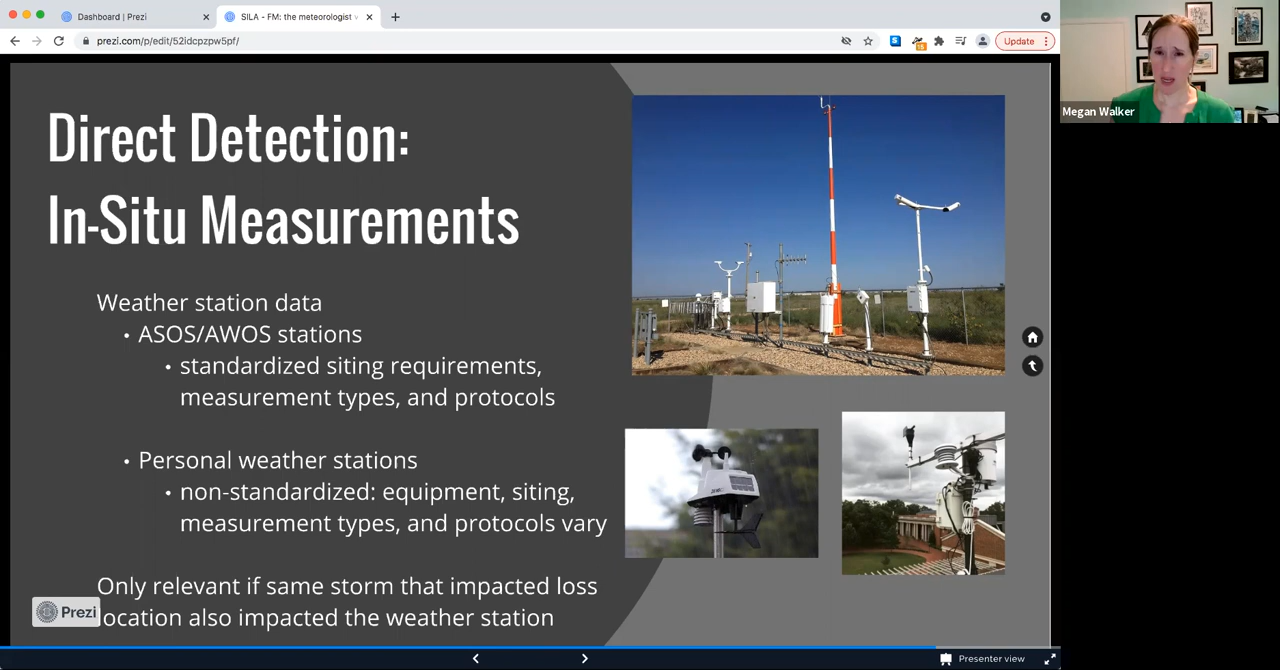 Dashboard | Prezi
SILA - FM: the meteorologist v
prezi.com/p/edit/52idcpzpw5pf/
15
Update
Megan Walker
Direct Detection:
In-Situ Measurements
Weather station data
• ASOS/AWOS stations
• standardized siting requirements,
measurement types, and protocols
• Personal weather stations
• non-standardized: equipment, siting,
measurement types, and protocols vary
Only relevant if same storm that impacted loss
Prezi
ocation also impacted the weather station
Presenter view